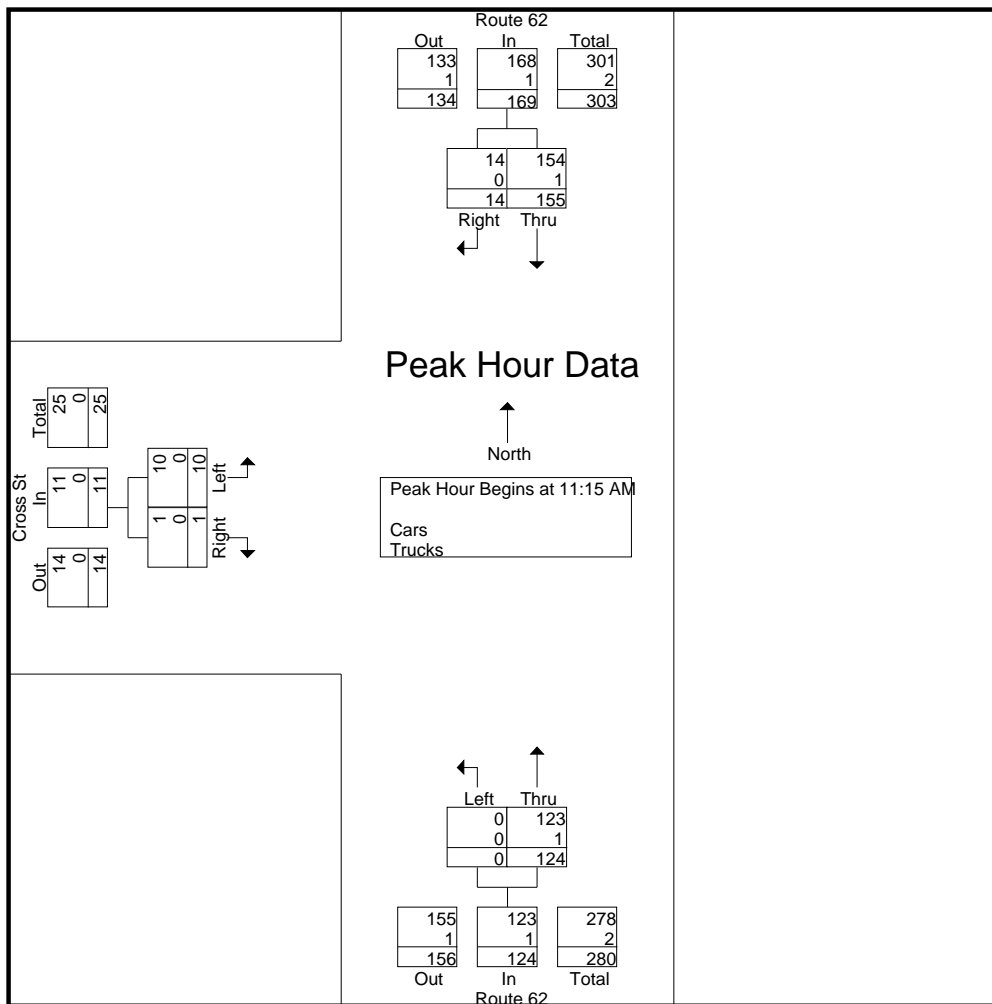 Route 62
Out In Total
133 168 301
1 1 2
134 169 303
14 154
0 1
14 155
Right Thru
Peak Hour Data
North
Peak Hour Begins at 11:15 AM
Cars
Trucks
Cross St
Out In Total
14 11 25
0 0 0
14 11 25
Right Left
1 10
0 0
1 10
Left Thru
0 123
0 1
0 124
155 123 278
1 1 2
156 124 280
Out In Total
Route 62